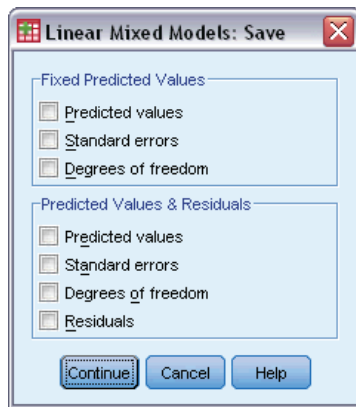 Linear Mixed Models: Save
Fixed Predicted Values
Predicted values
Standard errors
Degrees of freedom
Predicted Values & Residuals
Predicted values
Standard errors
Degrees of freedom
Residuals
Continue Cancel Help